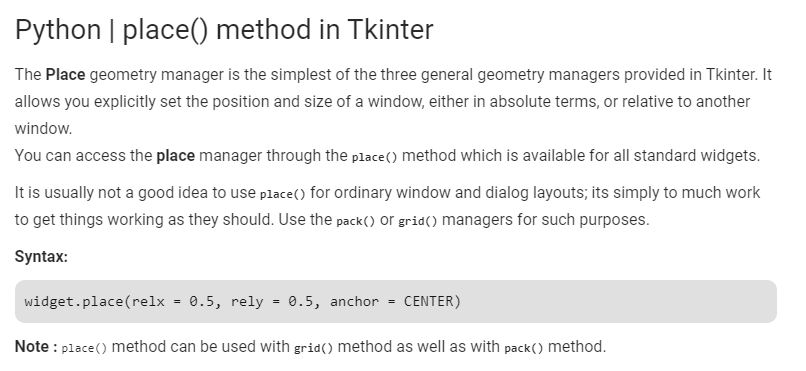 Python | place() method in Tkinter
The Place geometry manager is the simplest of the three general geometry managers provided in Tkinter. It
allows you explicitly set the position and size of a window, either in absolute terms, or relative to another
window.
You can access the place manager through the place() method which is available for all standard widgets.
It is usually not a good idea to use place() for ordinary window and dialog layouts; its simply to much work
to get things working as they should. Use the pack() or grid() managers for such purposes.
Syntax:
widget.place(relx = 0.5, rely = 0.5, anchor = CENTER)
Note : place() method can be used with grid() method as well as with pack() method.